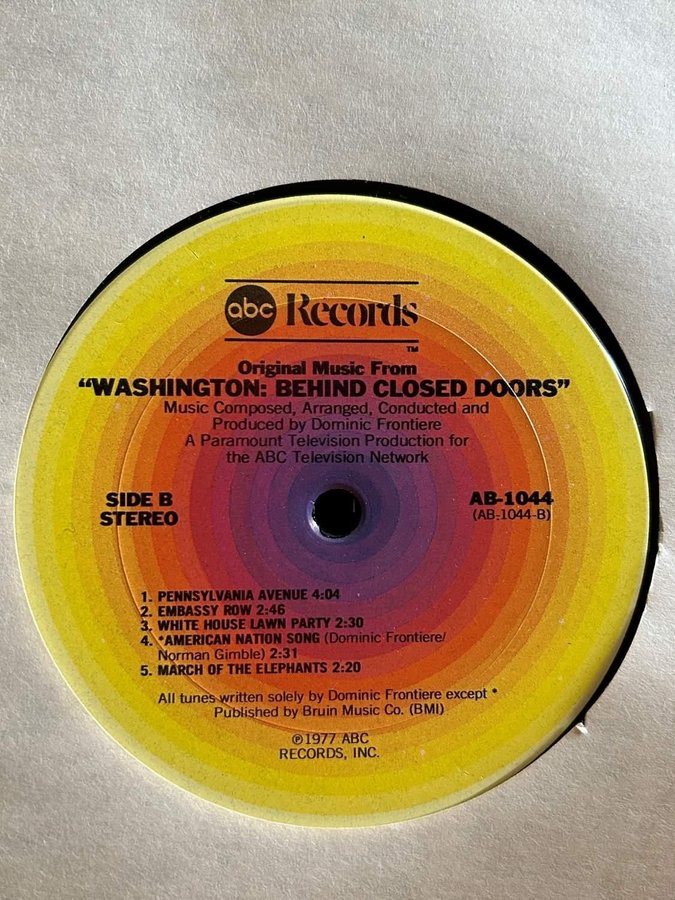 abc Records
™
Original Music From
"WASHINGTON: BEHIND CLOSED DOORS"
Music Composed, Arranged, Conducted and
Produced by Dominic Frontiere
A Paramount Television Production for
the ABC Television Network
SIDE B
STEREO
AB-1044
(AB-1044-B)
1. PENNSYLVANIA AVENUE 4:04
2. EMBASSY ROW 2:46
3. WHITE HOUSE LAWN PARTY 2:30
4. *AMERICAN NATION SONG (Dominic Frontiere/
Norman Gimble) 2:31
5. MARCH OF THE ELEPHANTS 2:20
All tunes written solely by Dominic Frontiere except *
Published by Bruin Music Co. (BMI)
℗1977 ABC
RECORDS, INC.